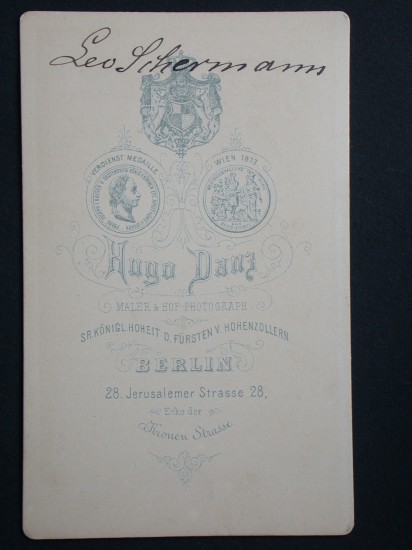 Leo Schermann
VERDIENST MEDAILLE
WIEN 1873
Hugo Danz
MALER & HOF-PHOTOGRAPH
SR. KÖNIGL. HOHEIT D. FÜRSTEN V. HOHENZOLLERN
BERLIN
28. Jerusalemer Strasse 28,
Ecke der
Kronen Strasse